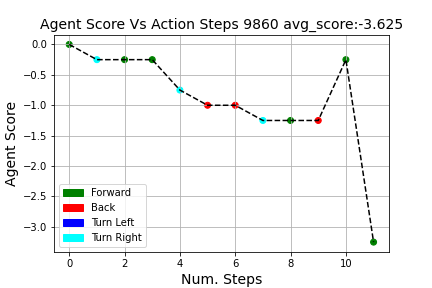 Agent Score Vs Action Steps 9860 avg_score:-3.625
0.0
−0.5
−1.0
−1.5
−2.0
−2.5
−3.0
Agent Score
Forward
Back
Turn Left
Turn Right
0 2 4 6 8 10
Num. Steps